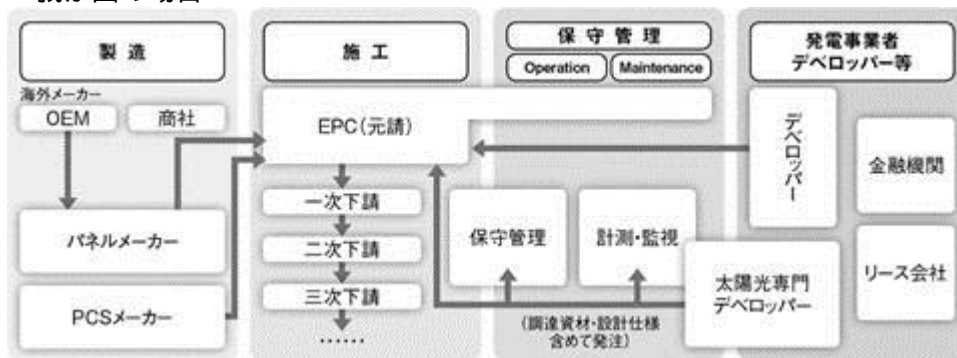 製造
海外メーカー
OEM
商社
パネルメーカー
PCSメーカー
施工
EPC(元請)
一次下請
二次下請
三次下請
……
保守管理
Operation
Maintenance
保守管理
計測・監視
(調達資材・設計仕様
含めて発注)
発電事業者
デベロッパー等
デベロッパー
金融機関
太陽光専門
デベロッパー
リース会社